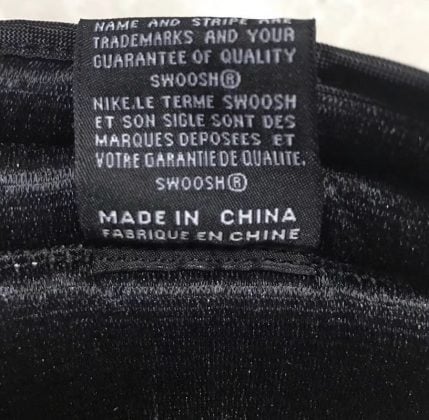 NAME AND STRIPE ARE
TRADEMARKS AND YOUR
GUARANTEE OF QUALITY
SWOOSH®
NIKE.LE TERME SWOOSH
ET SON SIGLE SONT DES
MARQUES DEPOSEES ET
VOTRE GARANTIE DE QUALITE.
SWOOSH®
MADE IN CHINA
FABRIQUE EN CHINE